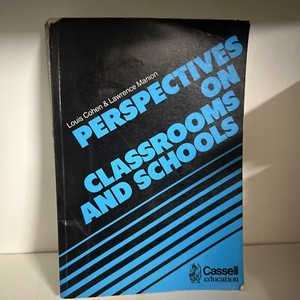 Louis Cohen & Lawrence Manion
PERSPECTIVES
ON
CLASSROOMS
AND SCHOOLS
Cassell
education